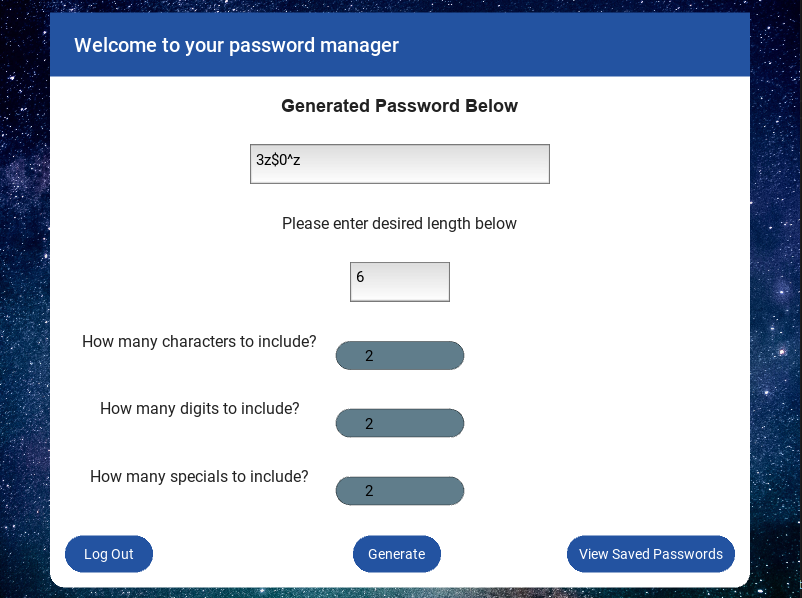 Welcome to your password manager
Generated Password Below
3z$0^z
Please enter desired length below
6
How many characters to include?
2
How many digits to include?
2
How many specials to include?
2
Log Out
Generate
View Saved Passwords